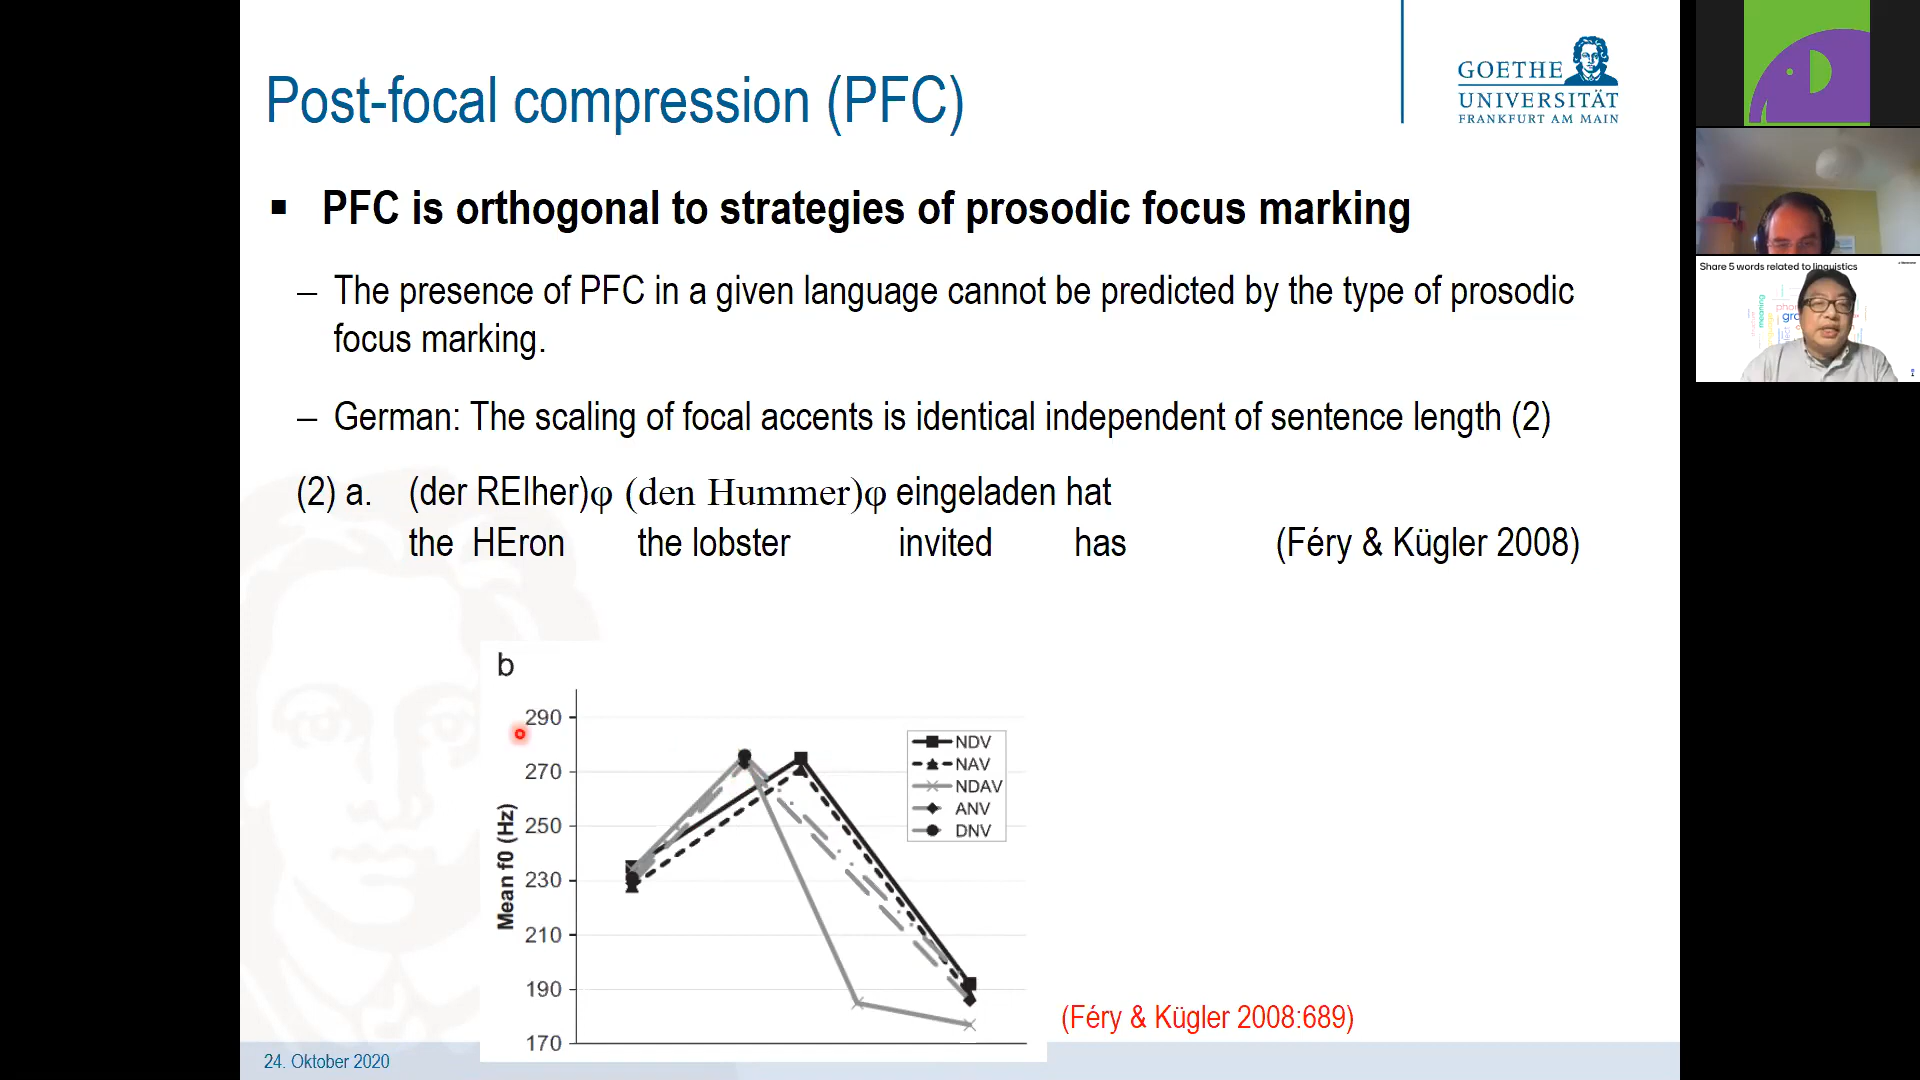 Post-focal compression (PFC)
GOETHE
UNIVERSITÄT
FRANKFURT AM MAIN
▪ PFC is orthogonal to strategies of prosodic focus marking
– The presence of PFC in a given language cannot be predicted by the type of prosodic
focus marking.
– German: The scaling of focal accents is identical independent of sentence length (2)
(2) a. (der REIher)φ (den Hummer)φ eingeladen hat
the HEron the lobster invited has (Féry & Kügler 2008)
b
290
270
250
230
210
190
170
Mean f0 (Hz)
NDV
NAV
NDAV
ANV
DNV
(Féry & Kügler 2008:689)
24. Oktober 2020
Share 5 words related to linguistics
meaning